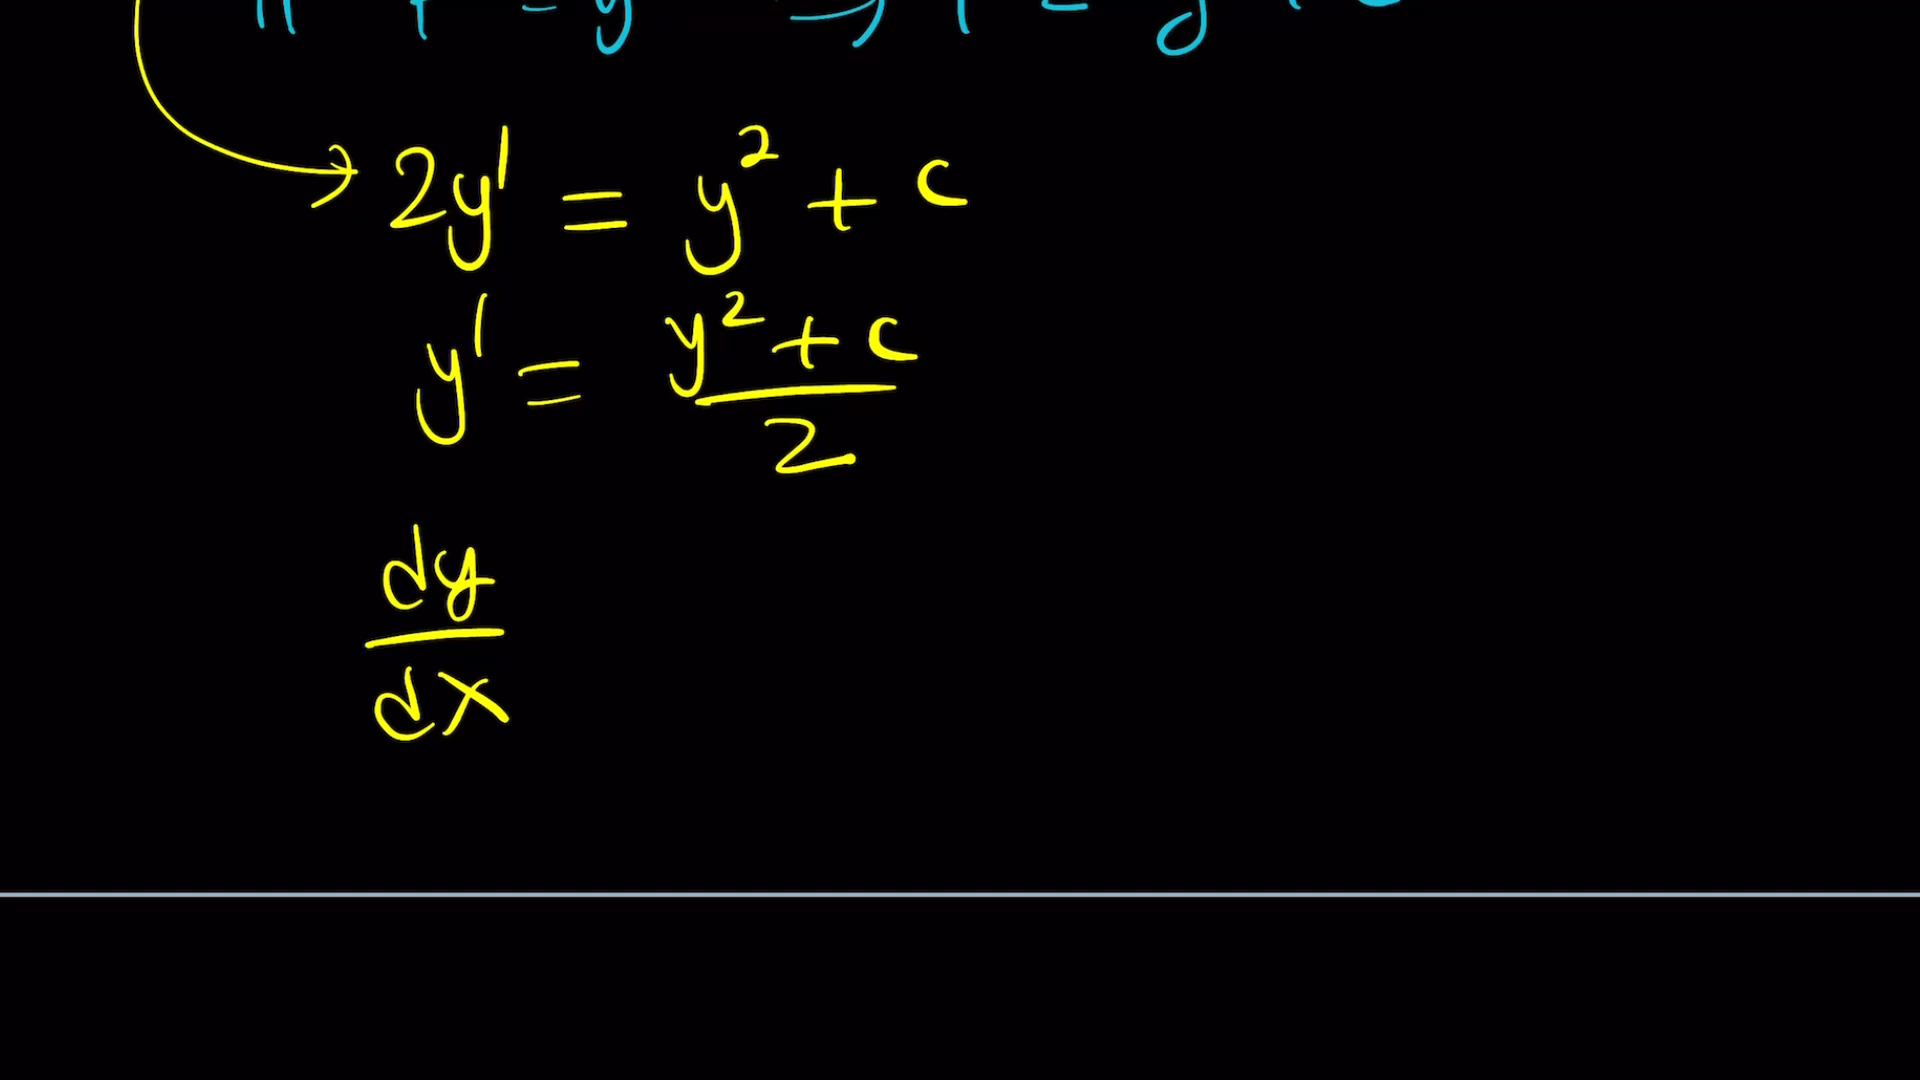 2y' = y² + c
y' = y² + c
2
dy
dx